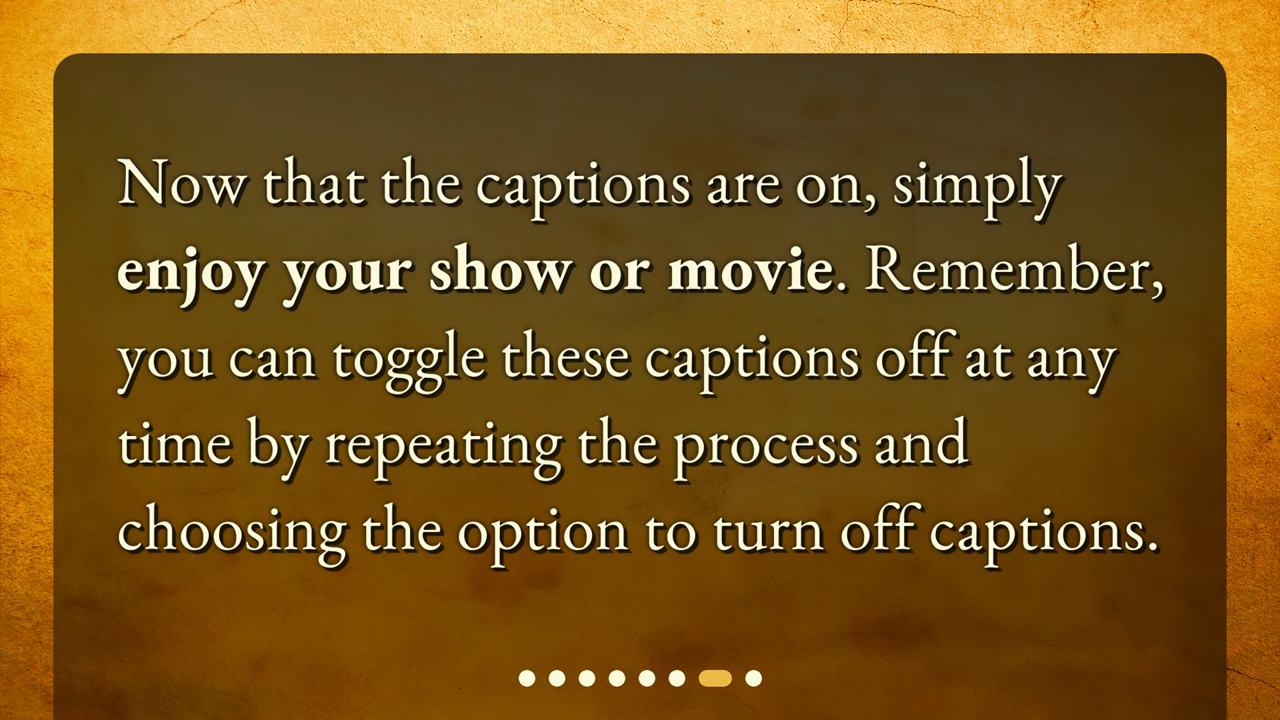 Now that the captions are on, simply
enjoy your show or movie. Remember,
you can toggle these captions off at any
time by repeating the process and
choosing the option to turn off captions.